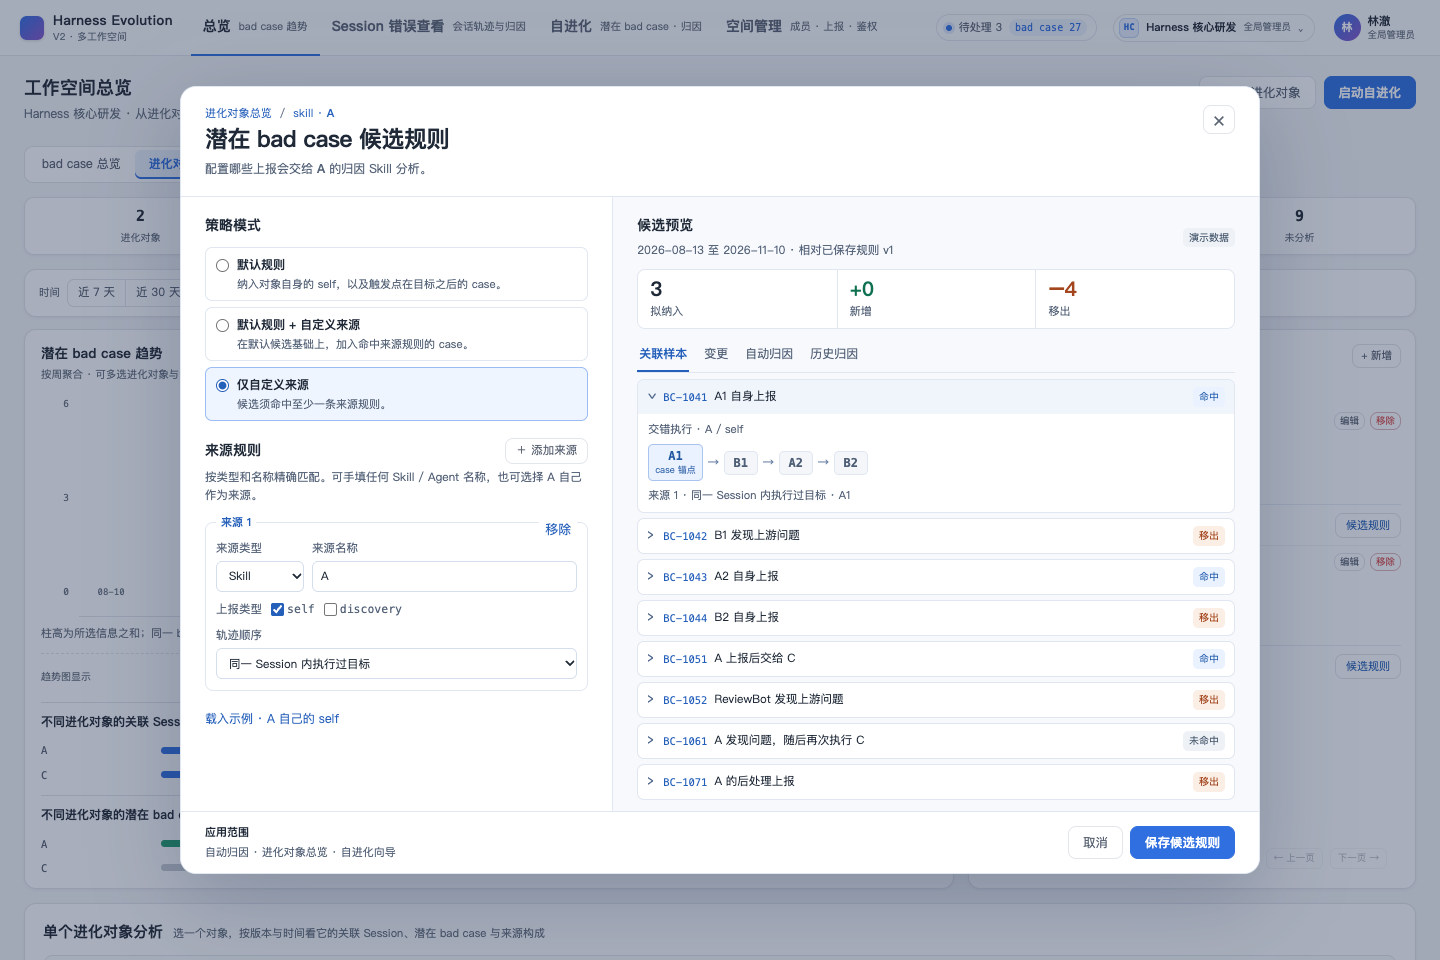 Harness Evolution
V2 · 多工作空间
总览 bad case 趋势
Session 错误查看 会话轨迹与归因
自进化 潜在 bad case · 归因
空间管理 成员 · 上报 · 鉴权
待处理 3 bad case 27
HC Harness 核心研发 全局管理员
林 林澈
全局管理员
工作空间总览
Harness 核心研发 · 从进化对
进化对象
启动自进化
bad case 总览
进化对
2
进化对象
9
未分析
时间 近 7 天 近 30 天
潜在 bad case 趋势
按周聚合 · 可多选进化对象与
6
3
0
08-10
柱高为所选信息之和；同一 b
趋势图显示
不同进化对象的关联 Sess
A
C
不同进化对象的潜在 bad c
A
C
+ 新增
编辑 移除
候选规则
编辑 移除
候选规则
← 上一页 下一页 →
单个进化对象分析 选一个对象，按版本与时间看它的关联 Session、潜在 bad case 与来源构成
进化对象总览 / skill · A
潜在 bad case 候选规则
配置哪些上报会交给 A 的归因 Skill 分析。
×
策略模式
默认规则
纳入对象自身的 self，以及触发点在目标之后的 case。
默认规则 + 自定义来源
在默认候选基础上，加入命中来源规则的 case。
仅自定义来源
候选须命中至少一条来源规则。
来源规则
+ 添加来源
按类型和名称精确匹配。可手填任何 Skill / Agent 名称，也可选择 A 自己
作为来源。
来源 1
移除
来源类型 来源名称
Skill A
上报类型 self discovery
轨迹顺序
同一 Session 内执行过目标
载入示例 · A 自己的 self
候选预览
2026-08-13 至 2026-11-10 · 相对已保存规则 v1
演示数据
3
拟纳入
+0
新增
−4
移出
关联样本 变更 自动归因 历史归因
BC-1041 A1 自身上报 命中
交错执行 · A / self
A1
case 锚点
→ B1 → A2 → B2
来源 1 · 同一 Session 内执行过目标 · A1
BC-1042 B1 发现上游问题 移出
BC-1043 A2 自身上报 命中
BC-1044 B2 自身上报 移出
BC-1051 A 上报后交给 C 命中
BC-1052 ReviewBot 发现上游问题 移出
BC-1061 A 发现问题，随后再次执行 C 未命中
BC-1071 A 的后处理上报 移出
应用范围
自动归因 · 进化对象总览 · 自进化向导
取消
保存候选规则